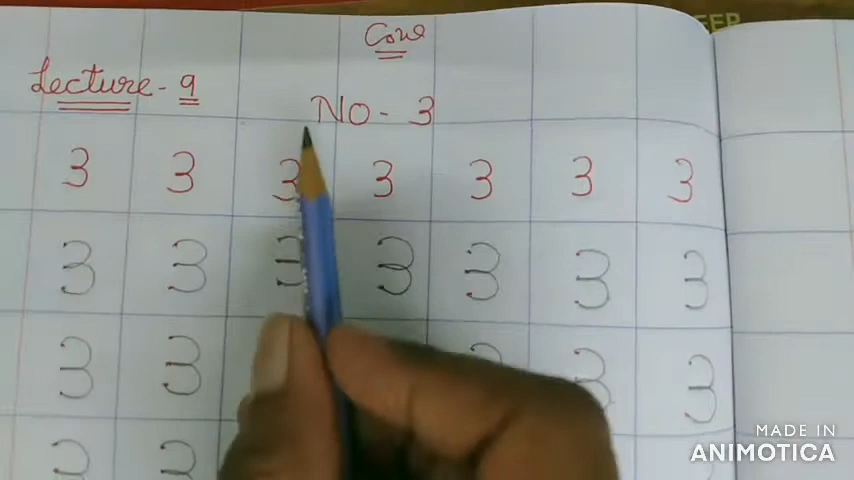 Cone
Lecture - 9
NO - 3
3 3 3 3 3 3 3
3 3 3 3 3 3 3
3 3 3 3 3
3 3
MADE IN
ANIMOTICA